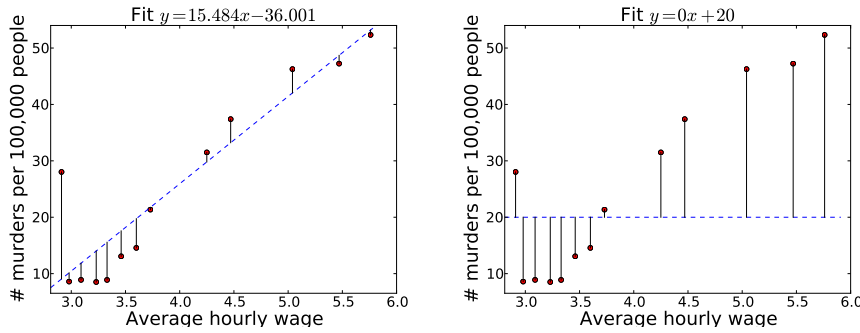 Fit y=15.484x−36.001
# murders per 100,000 people
50
40
30
20
10
3.0 3.5 4.0 4.5 5.0 5.5 6.0
Average hourly wage
Fit y=0x+20
# murders per 100,000 people
50
40
30
20
10
3.0 3.5 4.0 4.5 5.0 5.5 6.0
Average hourly wage